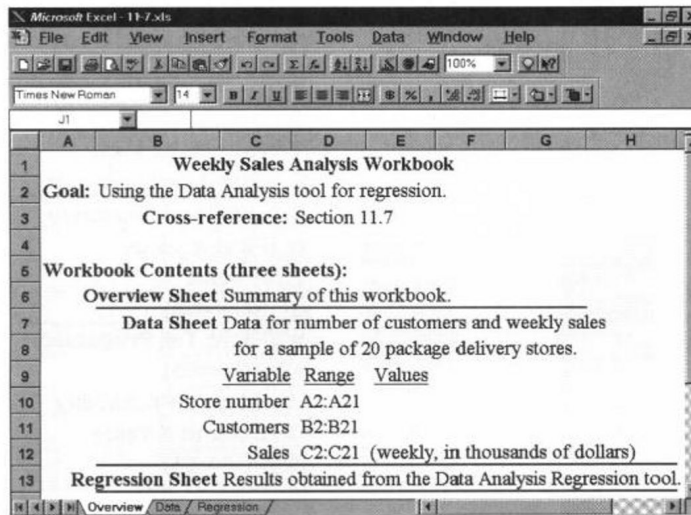 Microsoft Excel - 11-7.xls
File Edit View Insert Format Tools Data Window Help
100%
Times New Roman 14 B I U $ % ,
J1
A B C D E F G H
1 Weekly Sales Analysis Workbook
2 Goal: Using the Data Analysis tool for regression.
3 Cross-reference: Section 11.7
4
5 Workbook Contents (three sheets):
6 Overview Sheet Summary of this workbook.
7 Data Sheet Data for number of customers and weekly sales
8 for a sample of 20 package delivery stores.
9 Variable Range Values
10 Store number A2:A21
11 Customers B2:B21
12 Sales C2:C21 (weekly, in thousands of dollars)
13 Regression Sheet Results obtained from the Data Analysis Regression tool.
Overview / Data / Regression /